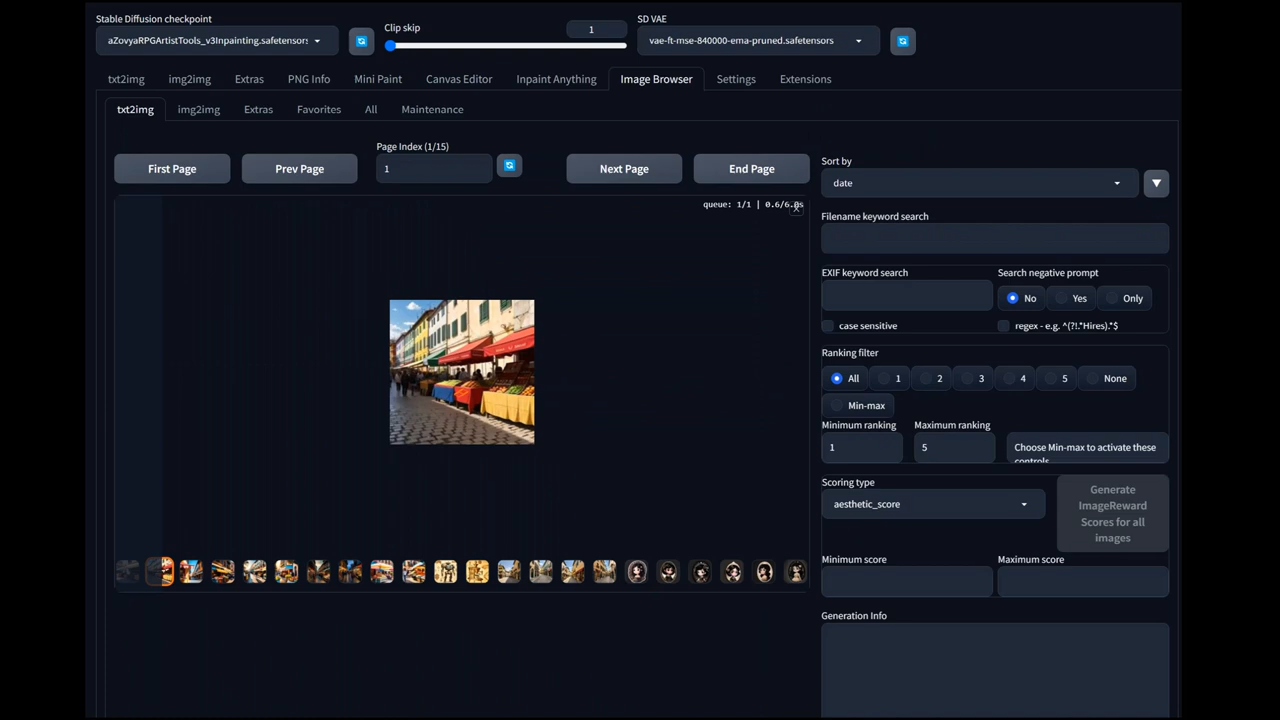 Stable Diffusion checkpoint
aZovyaRPGArtistTools_v3Inpainting.safetensors
Clip skip
1
SD VAE
vae-ft-mse-840000-ema-pruned.safetensors
txt2img img2img Extras PNG Info Mini Paint Canvas Editor Inpaint Anything Image Browser Settings Extensions
txt2img img2img Extras Favorites All Maintenance
First Page
Prev Page
Page Index (1/15)
1
Next Page
End Page
queue: 1/1 | 0.6/6.0s
Sort by
date
Filename keyword search
EXIF keyword search
Search negative prompt
No Yes Only
case sensitive
regex - e.g. ^(?!.*Hires).*$
Ranking filter
All 1 2 3 4 5 None
Min-max
Minimum ranking
1
Maximum ranking
5
Choose Min-max to activate these
controls
Scoring type
aesthetic_score
Generate
ImageReward
Scores for all
images
Minimum score
Maximum score
Generation Info